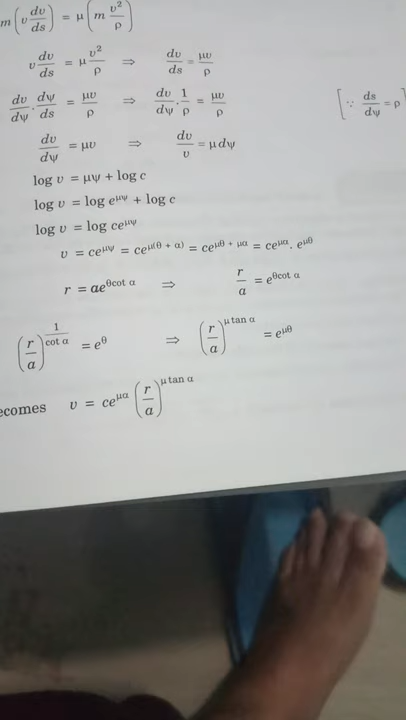 m(v dv/ds) = μ(m v²/ρ)
v dv/ds = μ v²/ρ ⇒ dv/ds = μv/ρ
dv/dψ . dψ/ds = μv/ρ ⇒ dv/dψ . 1/ρ = μv/ρ [∵ ds/dψ = ρ
dv/dψ = μv ⇒ dv/v = μ dψ
log v = μψ + log c
log v = log e^μψ + log c
log v = log ce^μψ
v = ce^μψ = ce^μ(θ + α) = ce^μθ + μα = ce^μα . e^μθ
r = ae^θcot α ⇒ r/a = e^θcot α
(r/a)^(1/cot α) = e^θ ⇒ (r/a)^μ tan α = e^μθ
ecomes v = ce^μα (r/a)^μ tan α